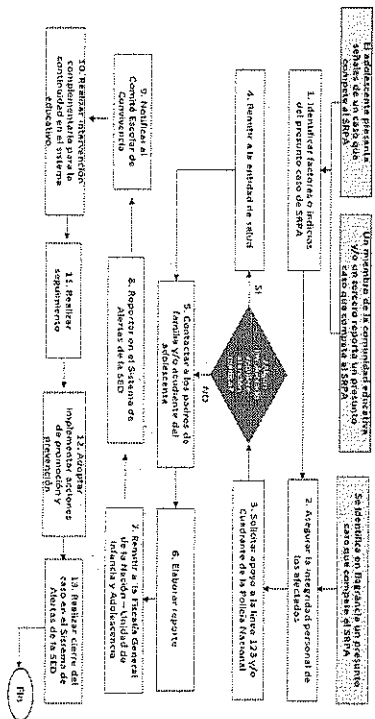 El adolescente presenta
señales de un caso que
compete al SRPA
Un miembro de la comunidad educativa
y/o un tercero reporta un presunto
caso que compete al SRPA
Se identifica en flagrancia un presunto
caso que compete al SRPA
1. Identificar factores o indicios
del presunto caso de SRPA
2. Asegurar la integridad personal de
los afectados
3. Solicitar apoyo a la línea 123 y/o
Cuadrante de la Policía Nacional
SI
NO
4. Remitir a la entidad de salud
5. Contactar a los padres de
familia y/o acudiente del
adolescente
6. Elaborar reporte
7. Remitir a la Fiscalía General
de la Nación – Unidad de
Infancia y Adolescencia
8. Reportar en el Sistema de
Alertas de la SED
9. Notificar al
Comité Escolar de
Convivencia
10. Realizar intervención
complementaria para la
continuidad en el sistema
educativo
11. Realizar
seguimiento
12. Adoptar
implementar acciones
de promoción y
prevención
13. Realizar cierre del
caso en el Sistema de
Alertas de la SED
Fin